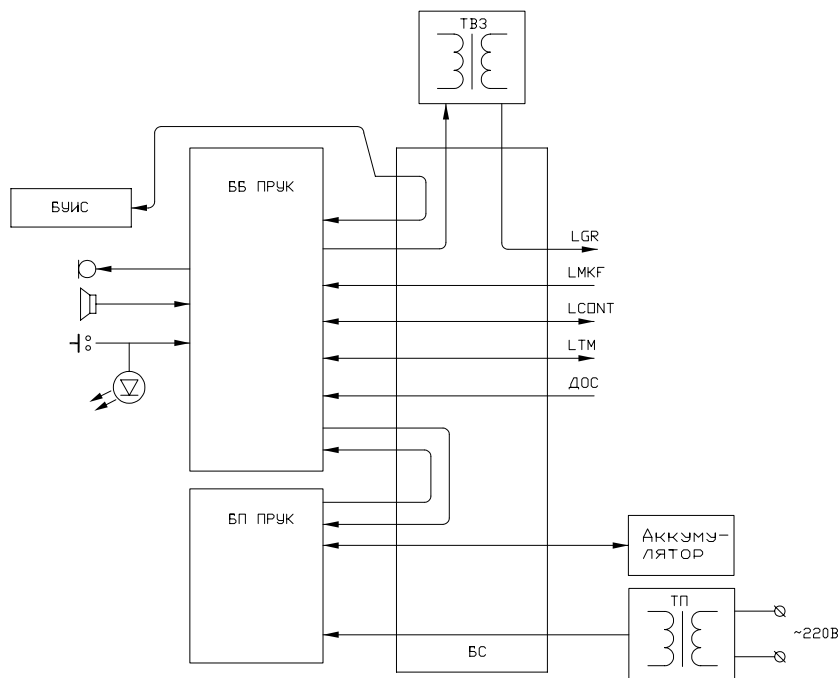 ТВЗ
ББ ПРУК
БУИС
LGR
LMKF
LCONT
LTM
ДОС
БП ПРУК
Аккуму-
лятор
ТП
~220В
БС